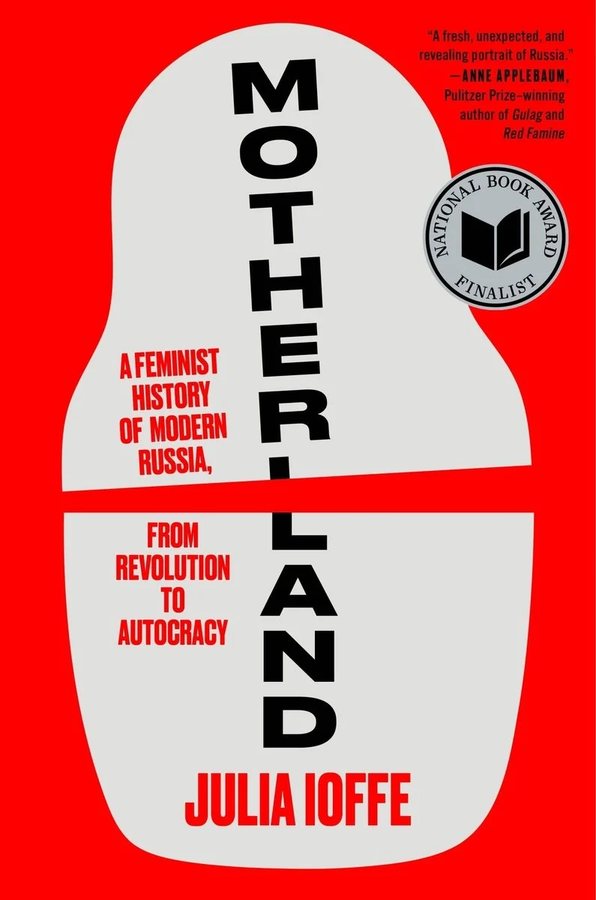 “A fresh, unexpected, and
revealing portrait of Russia.”
—ANNE APPLEBAUM,
Pulitzer Prize–winning
author of Gulag and
Red Famine
NATIONAL BOOK AWARD
FINALIST
MOTHERLAND
A FEMINIST
HISTORY
OF MODERN
RUSSIA,
FROM
REVOLUTION
TO
AUTOCRACY
JULIA IOFFE